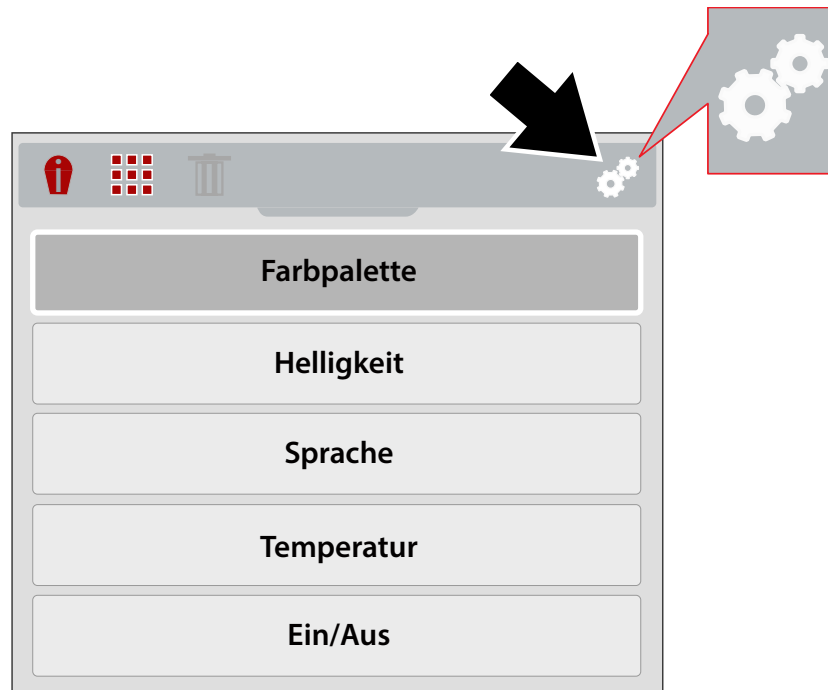 Farbpalette
Helligkeit
Sprache
Temperatur
Ein/Aus